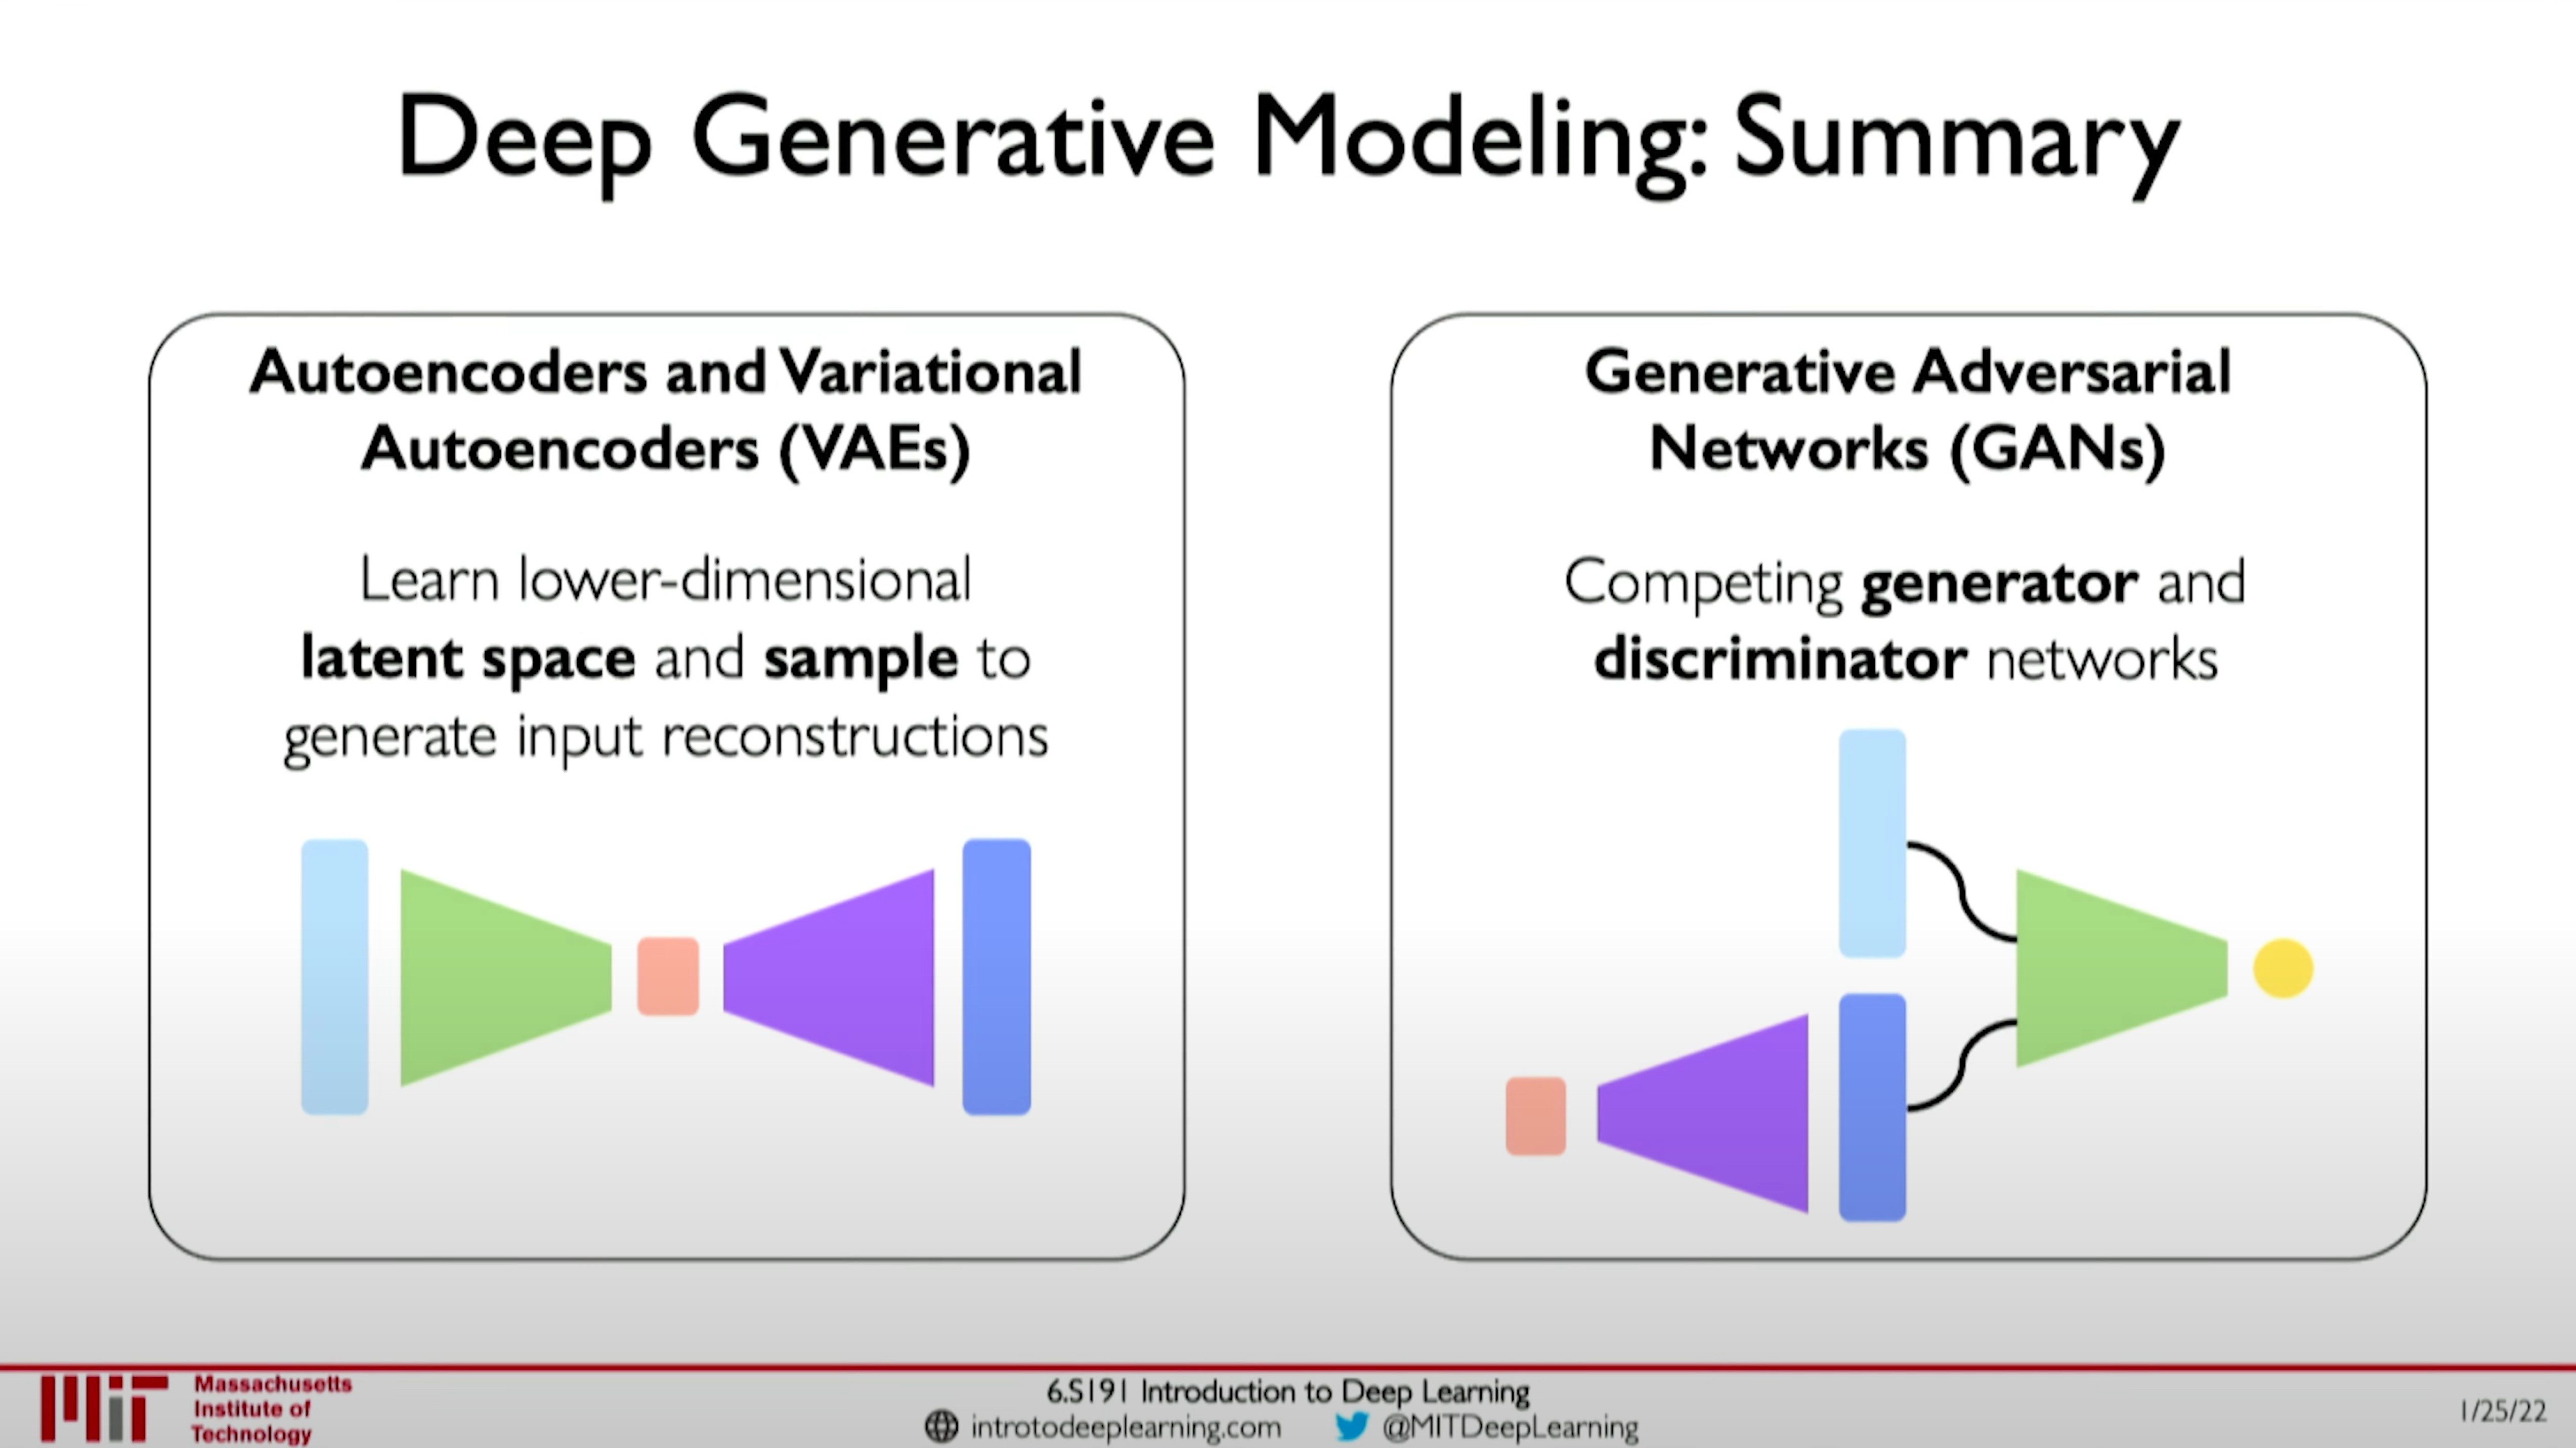 Deep Generative Modeling: Summary
Autoencoders and Variational
Autoencoders (VAEs)
Learn lower-dimensional
latent space and sample to
generate input reconstructions
Generative Adversarial
Networks (GANs)
Competing generator and
discriminator networks
Massachusetts
Institute of
Technology
6.S191 Introduction to Deep Learning
introtodeeplearning.com @MITDeepLearning
1/25/22